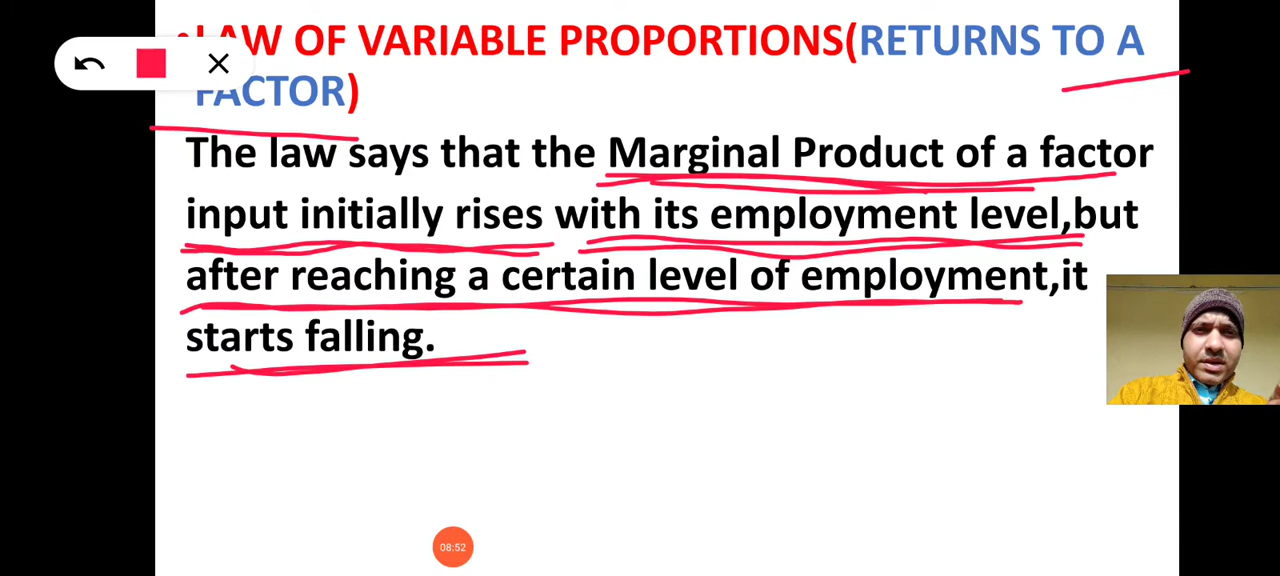 •LAW OF VARIABLE PROPORTIONS(RETURNS TO A
FACTOR)
The law says that the Marginal Product of a factor
input initially rises with its employment level,but
after reaching a certain level of employment,it
starts falling.
08:52